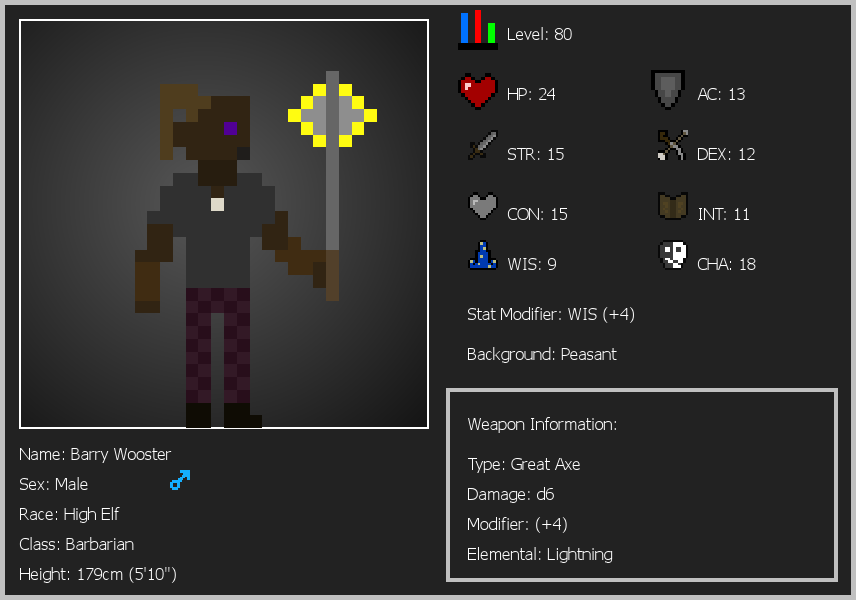 Level: 80
HP: 24
AC: 13
STR: 15
DEX: 12
CON: 15
INT: 11
WIS: 9
CHA: 18
Stat Modifier: WIS (+4)
Background: Peasant
Weapon Information:
Type: Great Axe
Damage: d6
Modifier: (+4)
Elemental: Lightning
Name: Barry Wooster
Sex: Male
Race: High Elf
Class: Barbarian
Height: 179cm (5'10")